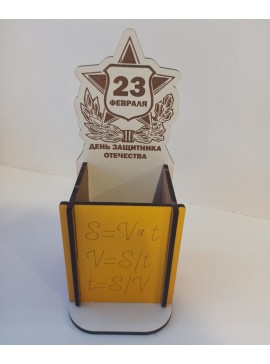 23
ФЕВРАЛЯ
ДЕНЬ ЗАЩИТНИКА
ОТЕЧЕСТВА
S=V*t
V=S/t
t=S/V